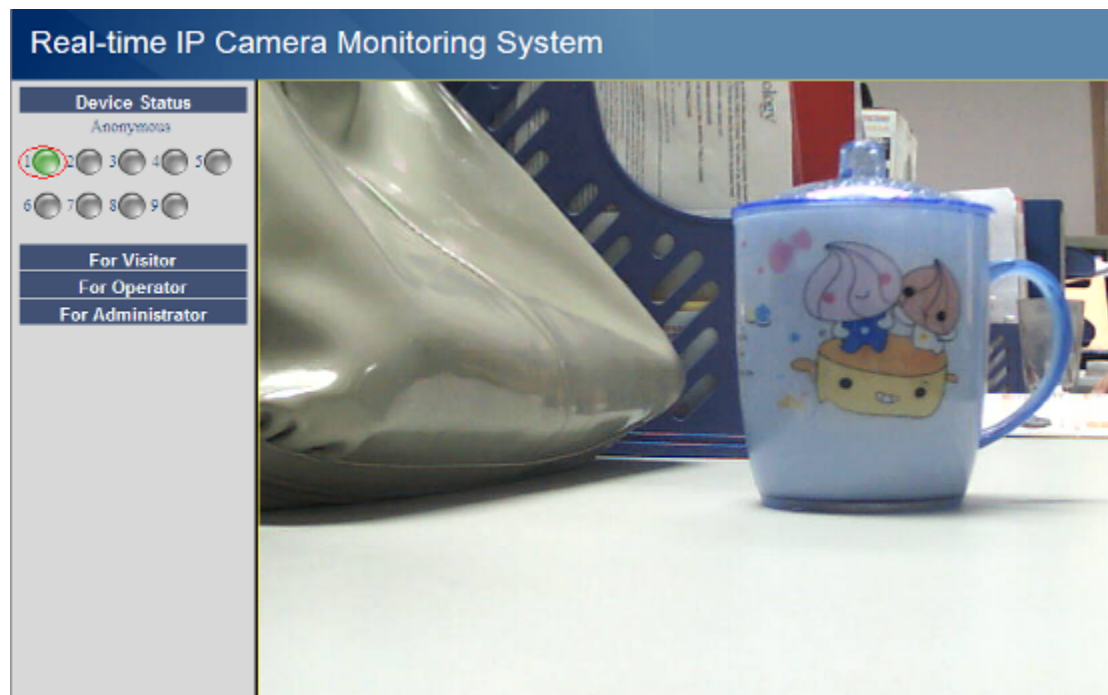 Real-time IP Camera Monitoring System
Device Status
Anonymous
1 2 3 4 5
6 7 8 9
For Visitor
For Operator
For Administrator
ology